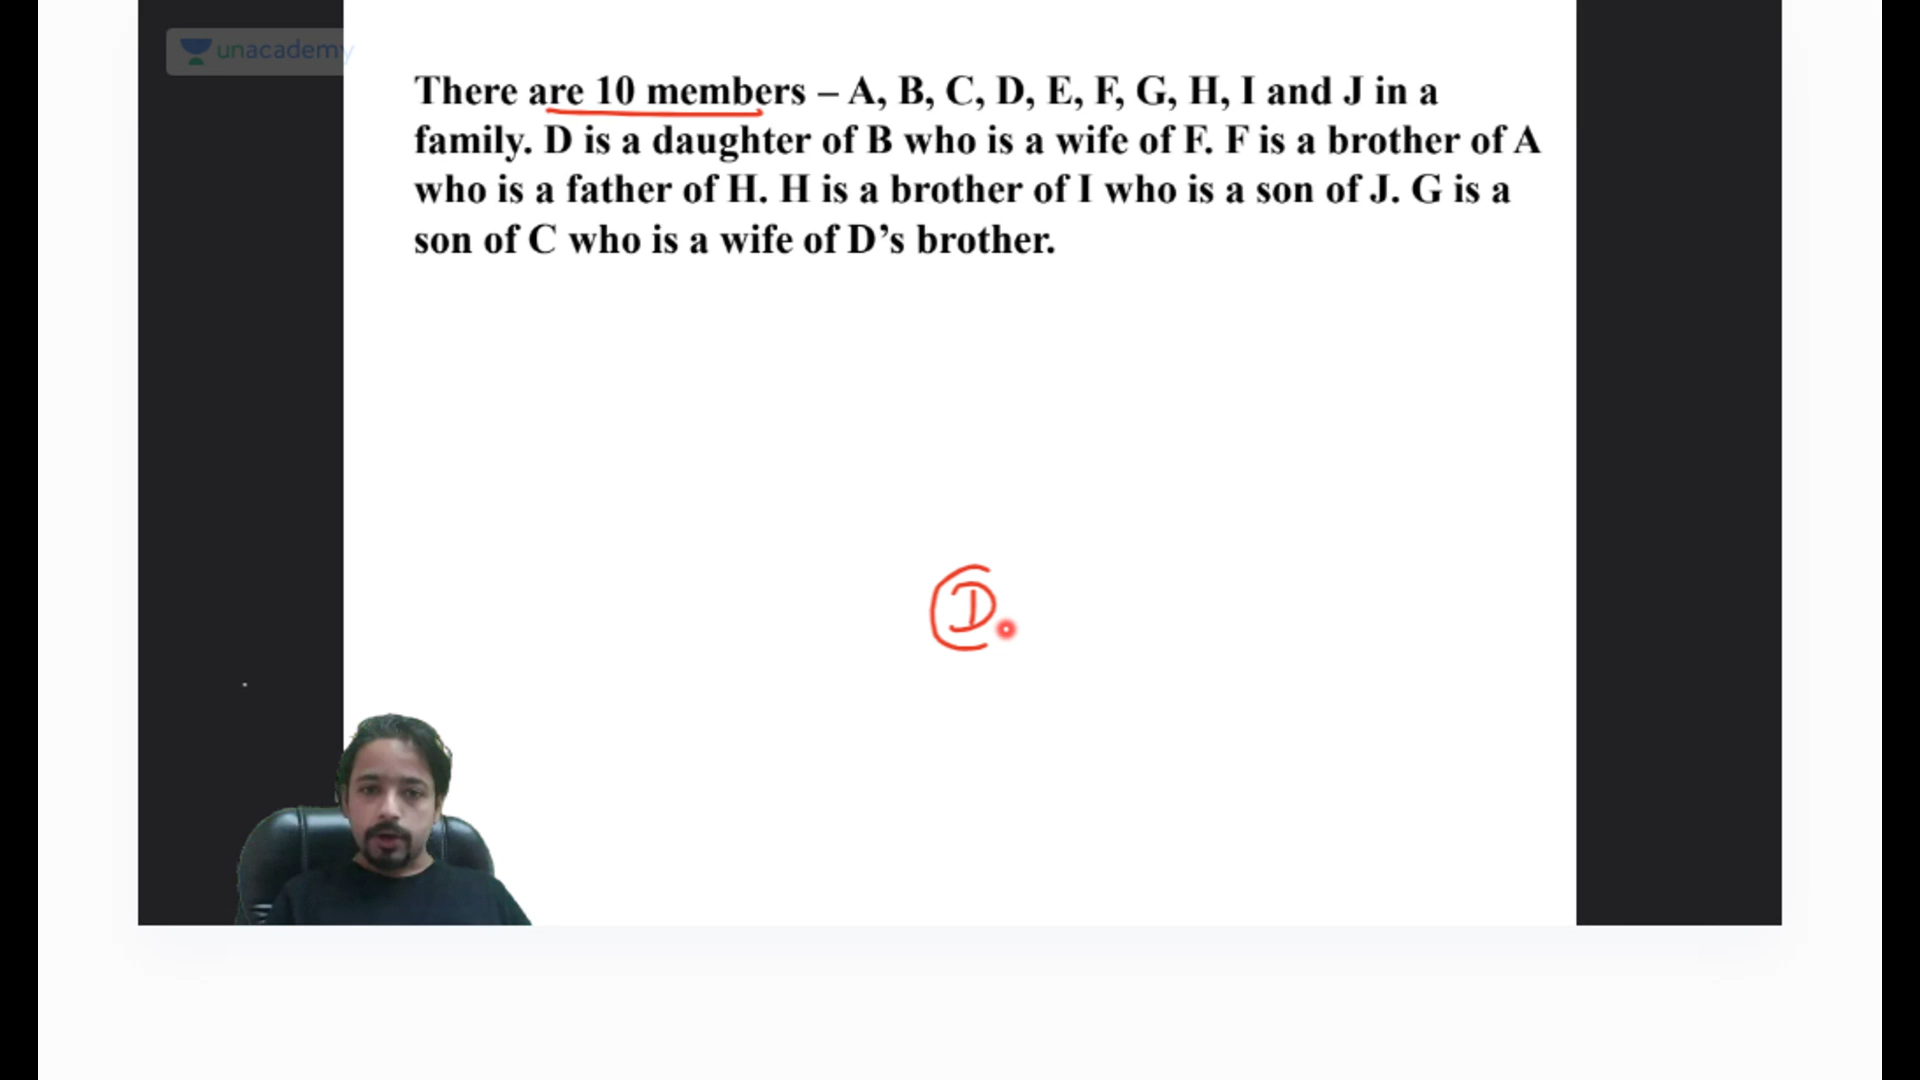 unacademy
There are 10 members – A, B, C, D, E, F, G, H, I and J in a
family. D is a daughter of B who is a wife of F. F is a brother of A
who is a father of H. H is a brother of I who is a son of J. G is a
son of C who is a wife of D’s brother.
D